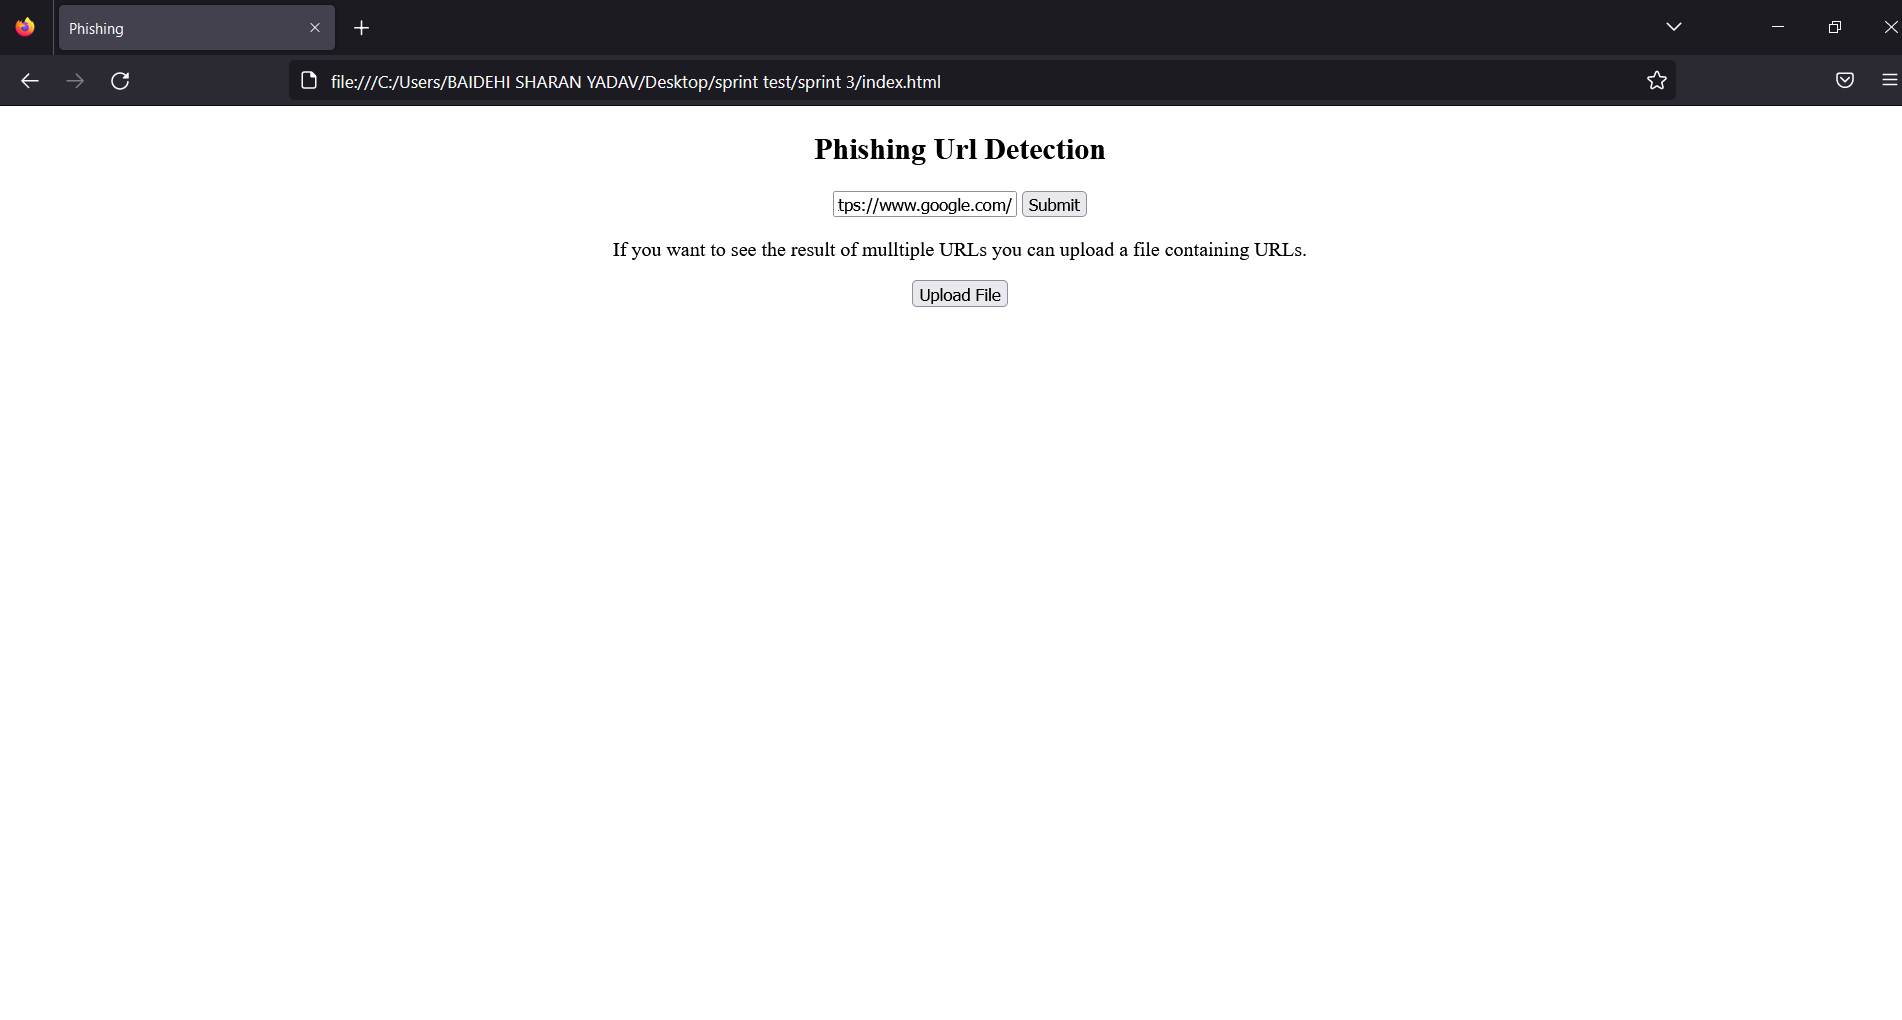 Phishing
file:///C:/Users/BAIDEHI SHARAN YADAV/Desktop/sprint test/sprint 3/index.html
Phishing Url Detection
tps://www.google.com/ Submit
If you want to see the result of mulltiple URLs you can upload a file containing URLs.
Upload File